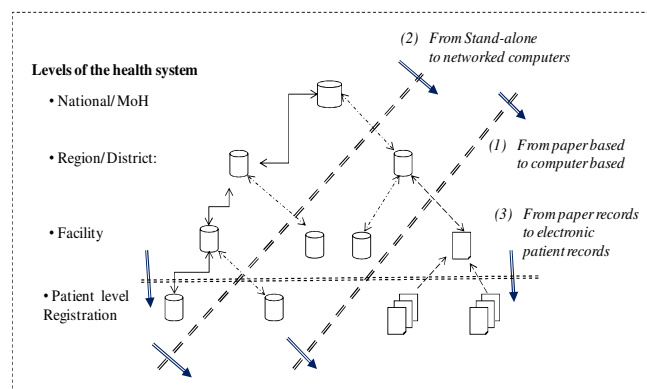 (2) From Stand-alone
to networked computers
Levels of the health system
• National/ MoH
• Region/ District:
(1) From paper based
to computer based
• Facility
(3) From paper records
to electronic
patient records
• Patient level
Registration